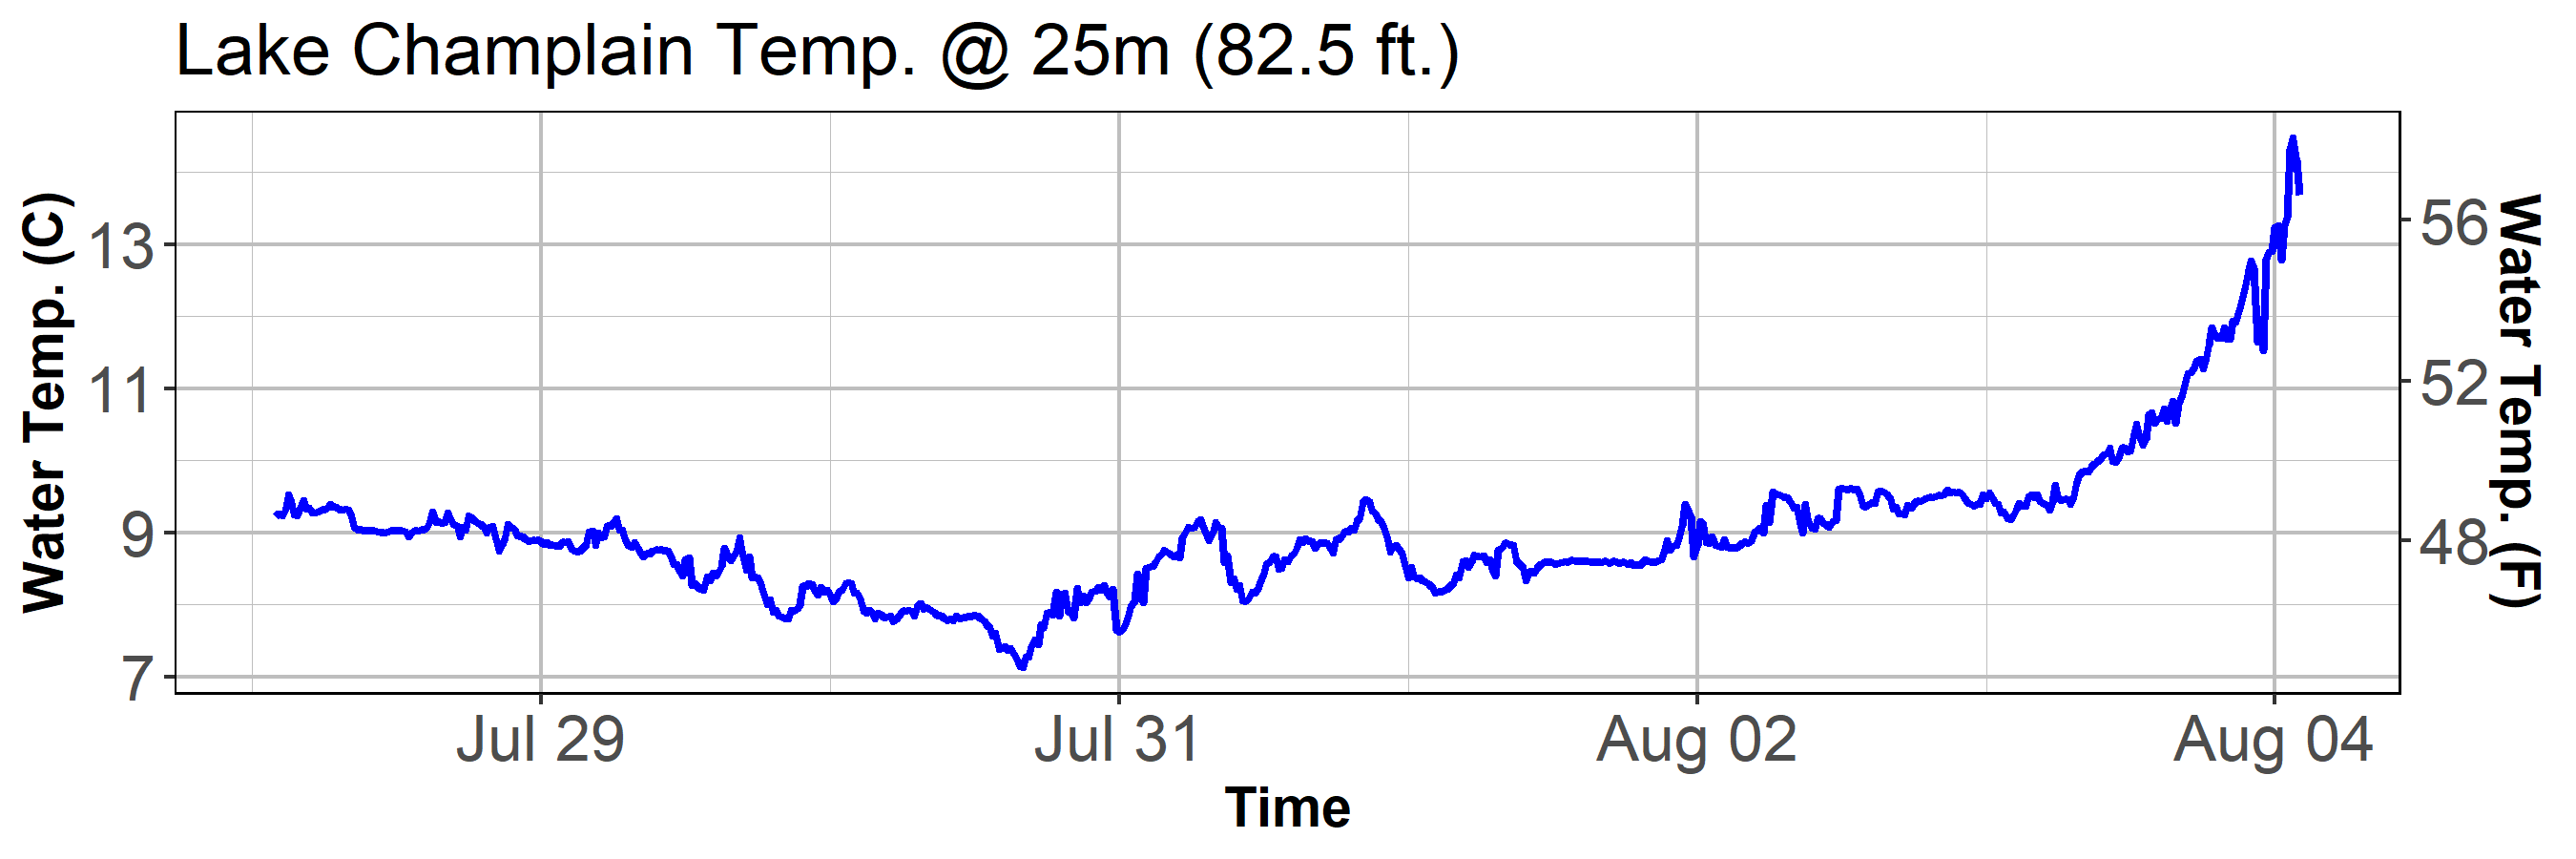 Lake Champlain Temp. @ 25m (82.5 ft.)
Water Temp. (C)
13
11
9
7
56
52
48
Water Temp. (F)
Jul 29 Jul 31 Aug 02 Aug 04
Time